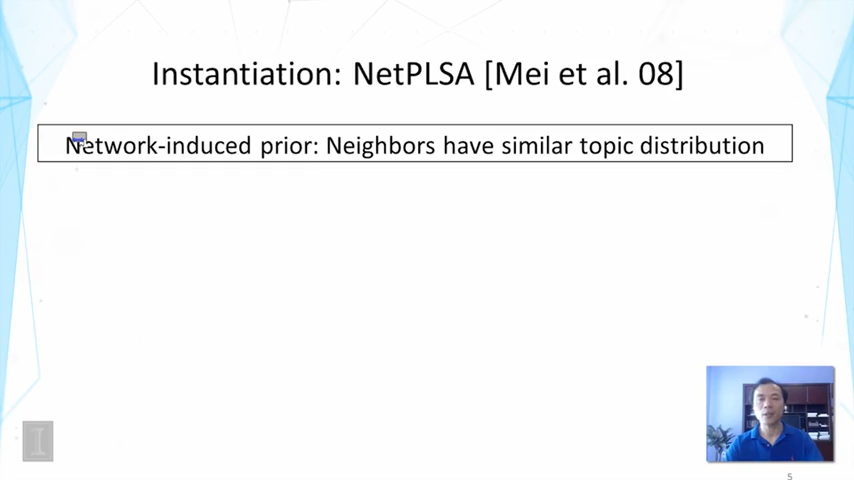 Instantiation: NetPLSA [Mei et al. 08]
Network-induced prior: Neighbors have similar topic distribution
I
5